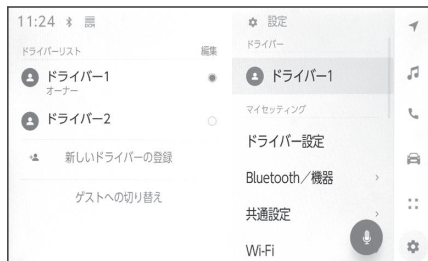 11:24
ドライバーリスト 編集
ドライバー1
オーナー
ドライバー2
新しいドライバーの登録
ゲストへの切り替え
設定
ドライバー
ドライバー1
マイセッティング
ドライバー設定
Bluetooth／機器
共通設定
Wi-Fi